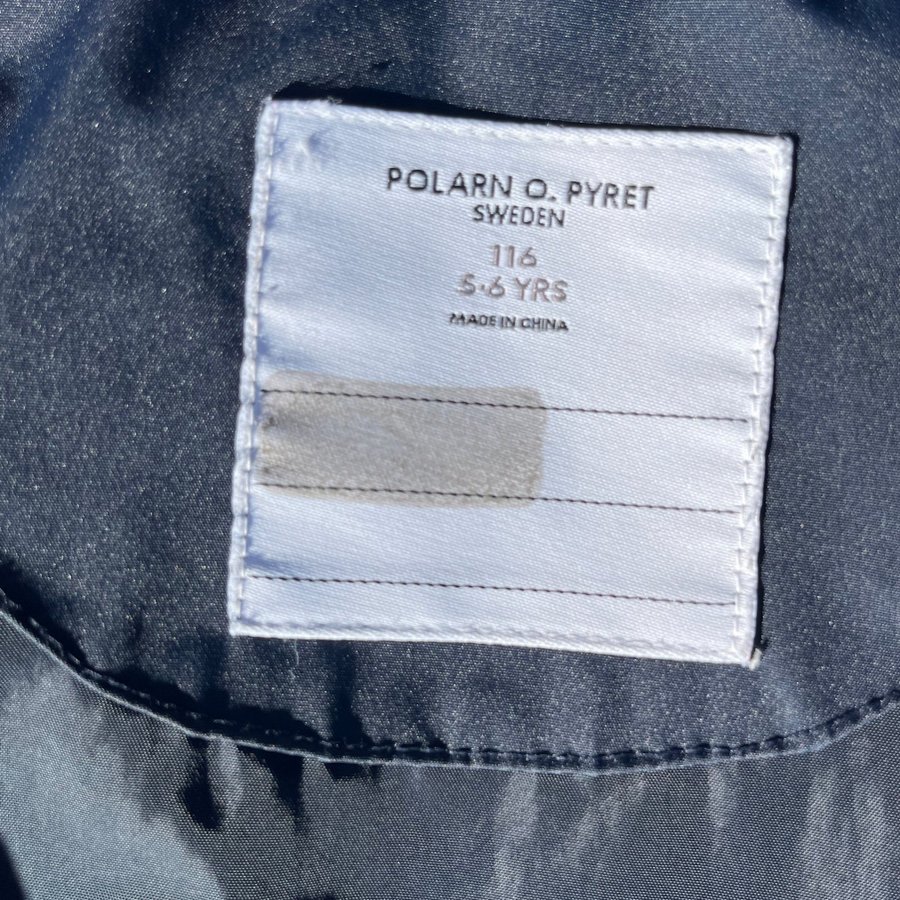 POLARN O. PYRET
SWEDEN
116
5-6 YRS
MADE IN CHINA